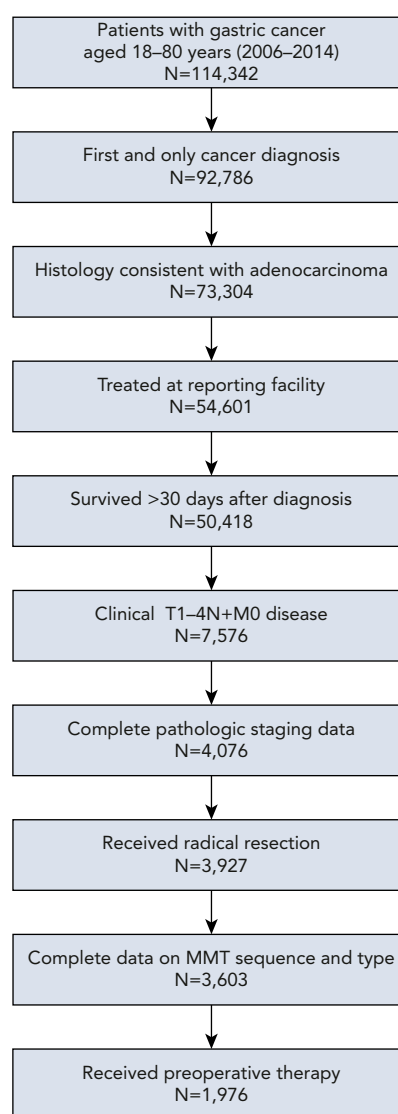 Patients with gastric cancer
aged 18–80 years (2006–2014)
N=114,342
First and only cancer diagnosis
N=92,786
Histology consistent with adenocarcinoma
N=73,304
Treated at reporting facility
N=54,601
Survived >30 days after diagnosis
N=50,418
Clinical T1–4N+M0 disease
N=7,576
Complete pathologic staging data
N=4,076
Received radical resection
N=3,927
Complete data on MMT sequence and type
N=3,603
Received preoperative therapy
N=1,976